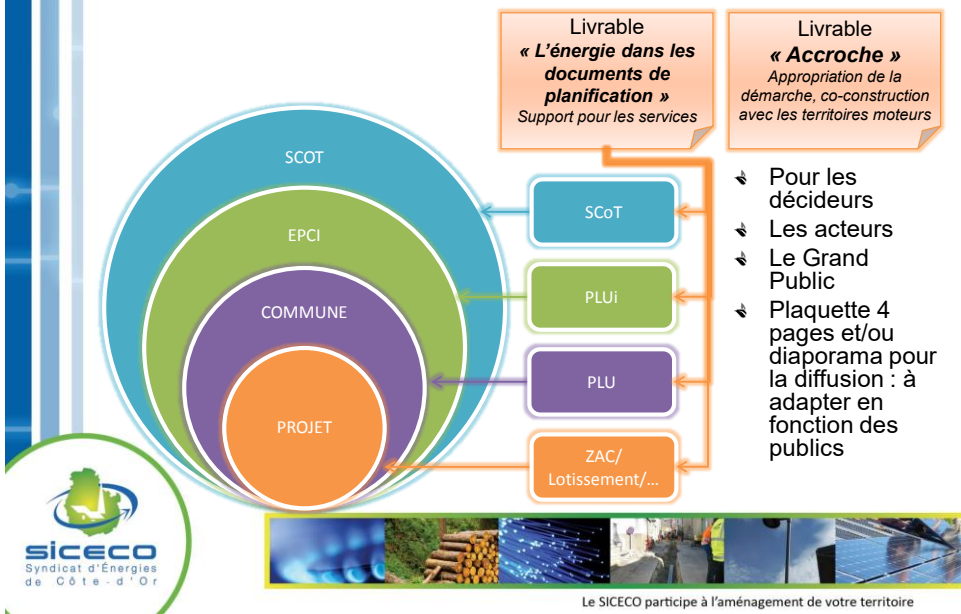 Livrable
« L'énergie dans les
documents de
planification »
Support pour les services
Livrable
« Accroche »
Appropriation de la
démarche, co-construction
avec les territoires moteurs
SCOT
EPCI
COMMUNE
PROJET
SCoT
PLUi
PLU
ZAC/
Lotissement/...
Pour les
décideurs
Les acteurs
Le Grand
Public
Plaquette 4
pages et/ou
diaporama pour
la diffusion : à
adapter en
fonction des
publics
siceco
Syndicat d'Énergies
de Côte-d'Or
Le SICECO participe à l'aménagement de votre territoire